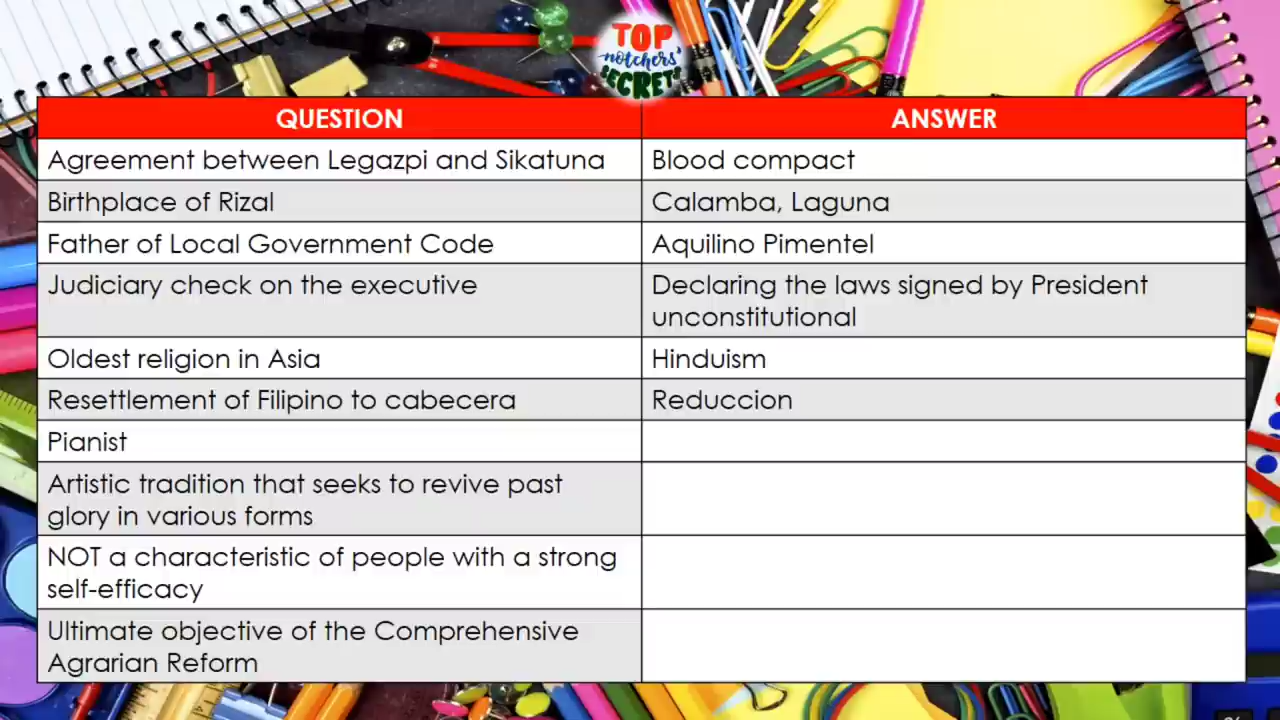 TOP
notchers'
SECRETS
QUESTION
ANSWER
Agreement between Legazpi and Sikatuna
Blood compact
Birthplace of Rizal
Calamba, Laguna
Father of Local Government Code
Aquilino Pimentel
Judiciary check on the executive
Declaring the laws signed by President
unconstitutional
Oldest religion in Asia
Hinduism
Resettlement of Filipino to cabecera
Reduccion
Pianist
Artistic tradition that seeks to revive past
glory in various forms
NOT a characteristic of people with a strong
self-efficacy
Ultimate objective of the Comprehensive
Agrarian Reform